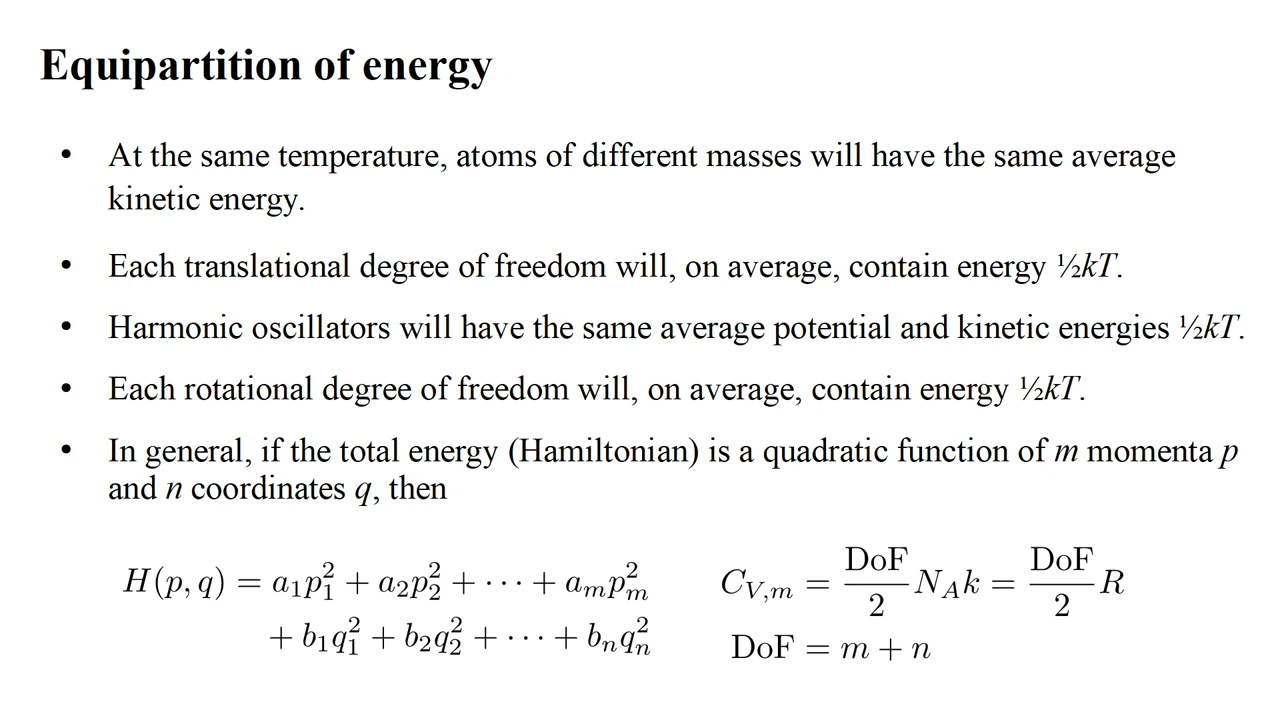 Equipartition of energy
• At the same temperature, atoms of different masses will have the same average
kinetic energy.
• Each translational degree of freedom will, on average, contain energy ½kT.
• Harmonic oscillators will have the same average potential and kinetic energies ½kT.
• Each rotational degree of freedom will, on average, contain energy ½kT.
• In general, if the total energy (Hamiltonian) is a quadratic function of m momenta p
and n coordinates q, then
H(p, q) = a₁p₁² + a₂p₂² + ⋯ + aₘpₘ²
+ b₁q₁² + b₂q₂² + ⋯ + bₙqₙ²
C_{V,m} = \frac{DoF}{2} N_A k = \frac{DoF}{2} R
DoF = m + n